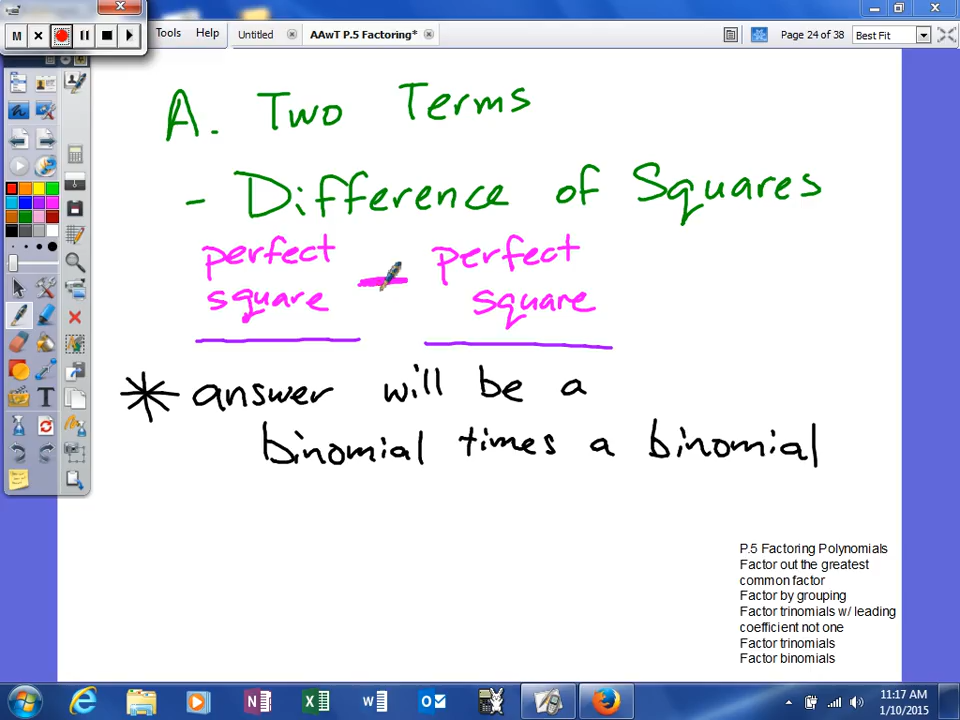 M
Tools Help Untitled AAwT P.5 Factoring* Page 24 of 38 Best Fit
A. Two Terms
- Difference of Squares
perfect - perfect
square square
* answer will be a
binomial times a binomial
P.5 Factoring Polynomials
Factor out the greatest
common factor
Factor by grouping
Factor trinomials w/ leading
coefficient not one
Factor trinomials
Factor binomials
11:17 AM
1/10/2015